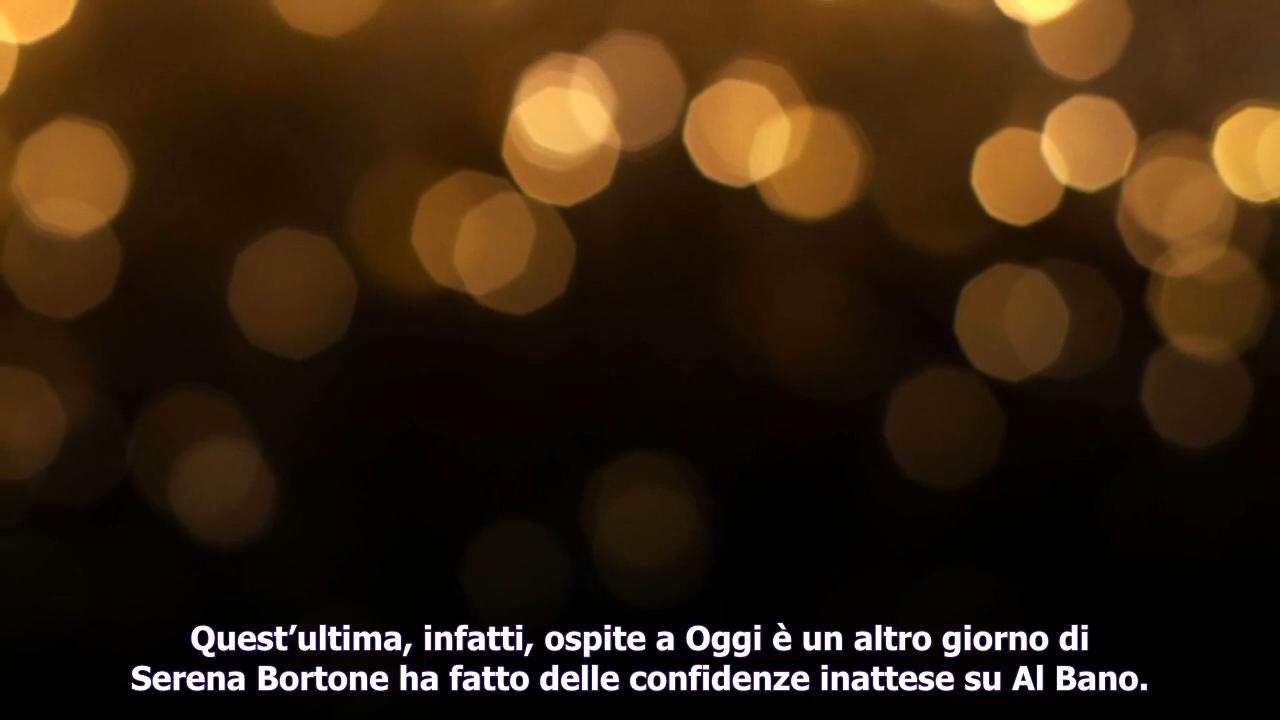 Quest’ultima, infatti, ospite a Oggi è un altro giorno di
Serena Bortone ha fatto delle confidenze inattese su Al Bano.